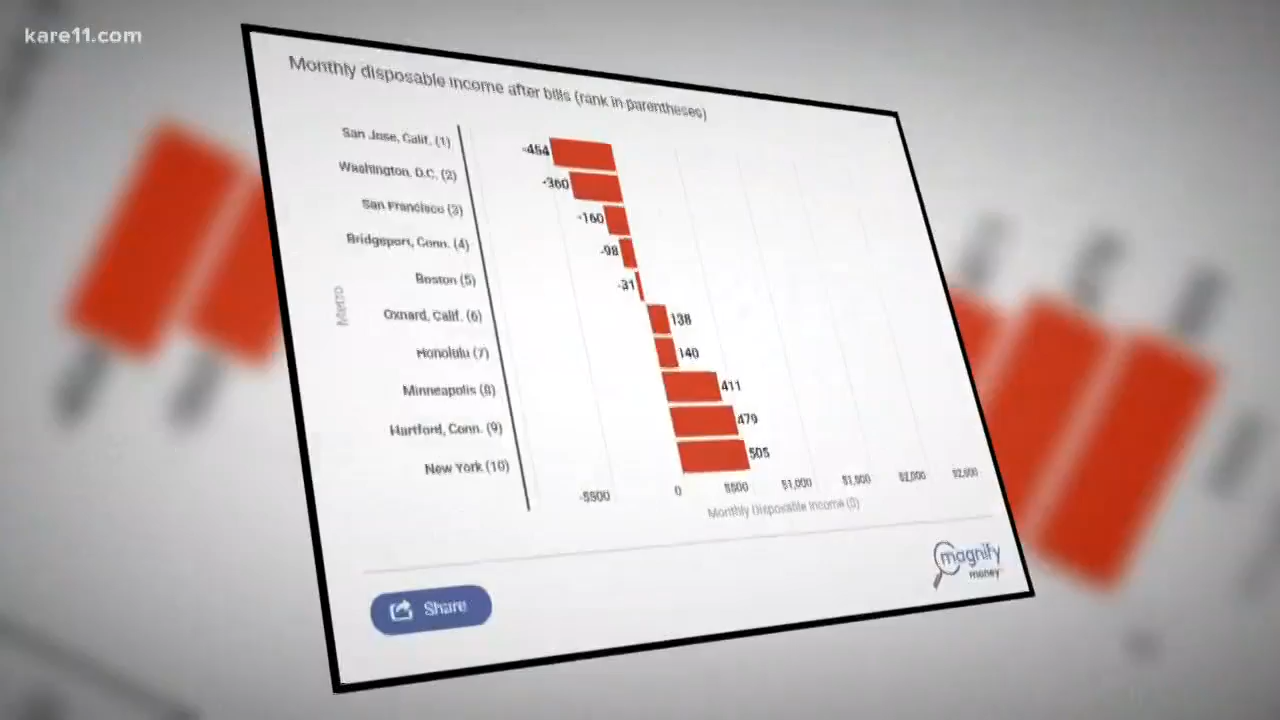 kare11.com
Monthly disposable income after bills (rank in parentheses)
San Jose, Calif. (1) -454
Washington, D.C. (2) -360
San Francisco (3) -160
Bridgeport, Conn. (4) -98
Boston (5) -31
Oxnard, Calif. (6) 138
Honolulu (7) 140
Minneapolis (8) 411
Hartford, Conn. (9) 479
New York (10) 505
Metro
-$500 0 $500 $1,000 $1,500 $2,000 $2,500
Monthly Disposable Income ($)
magnify
money
Share